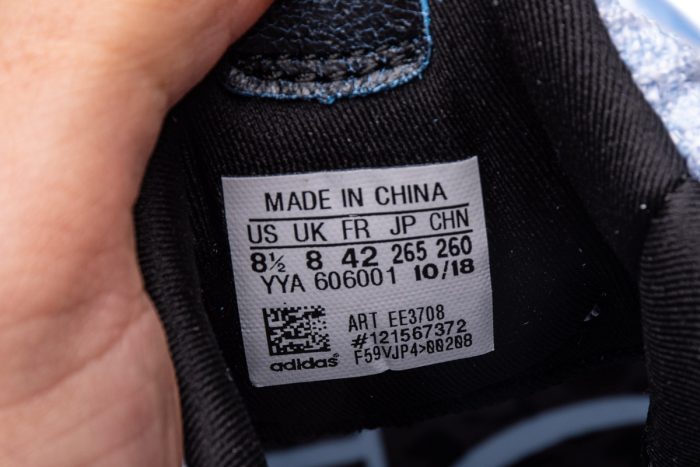 MADE IN CHINA
US UK FR JP CHN
8½ 8 42 265 260
YYA 606001 10/18
ART EE3708
#121567372
F59VJP4>00208
adidas®